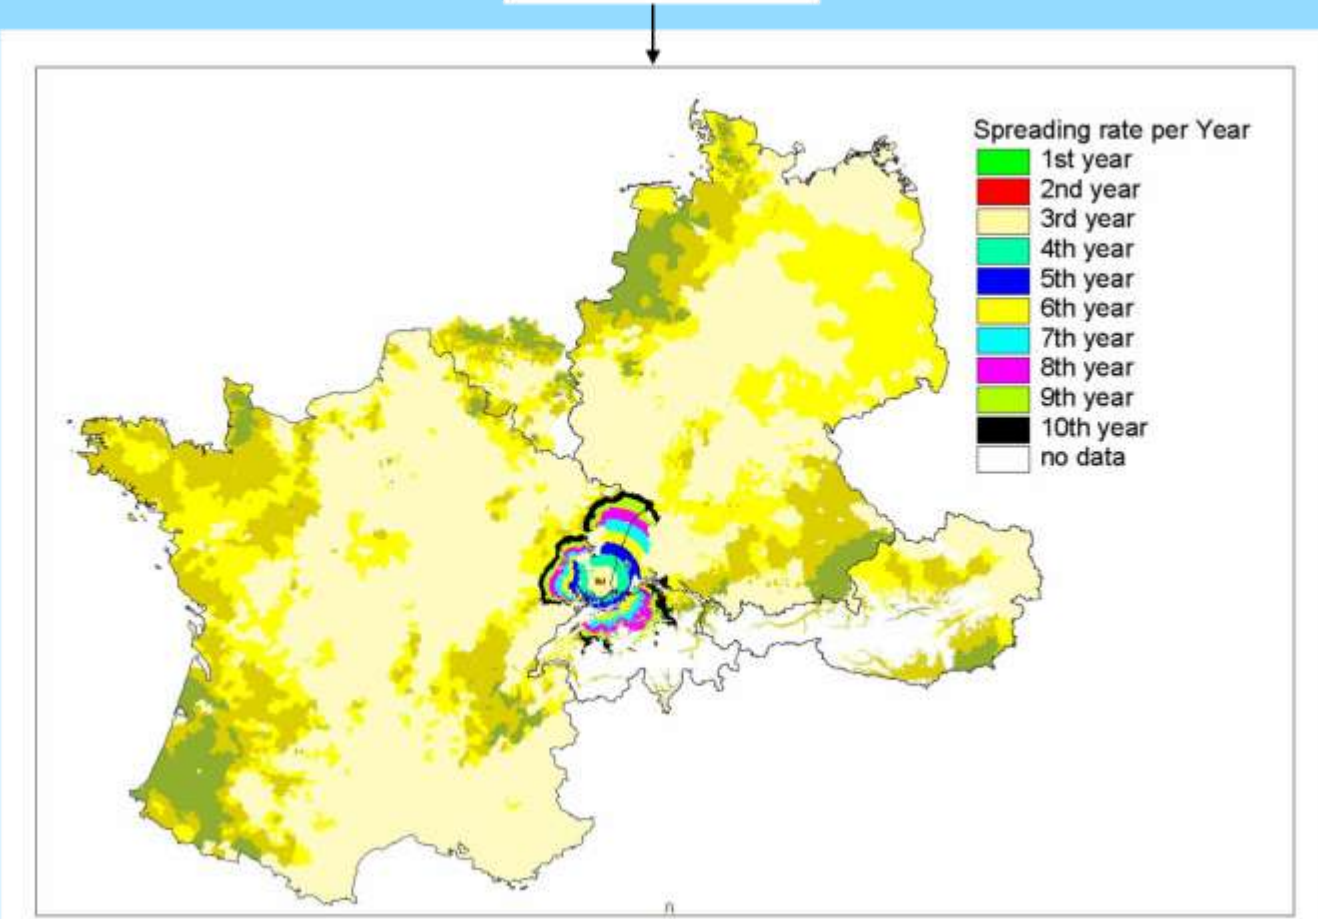 Spreading rate per Year
1st year
2nd year
3rd year
4th year
5th year
6th year
7th year
8th year
9th year
10th year
no data